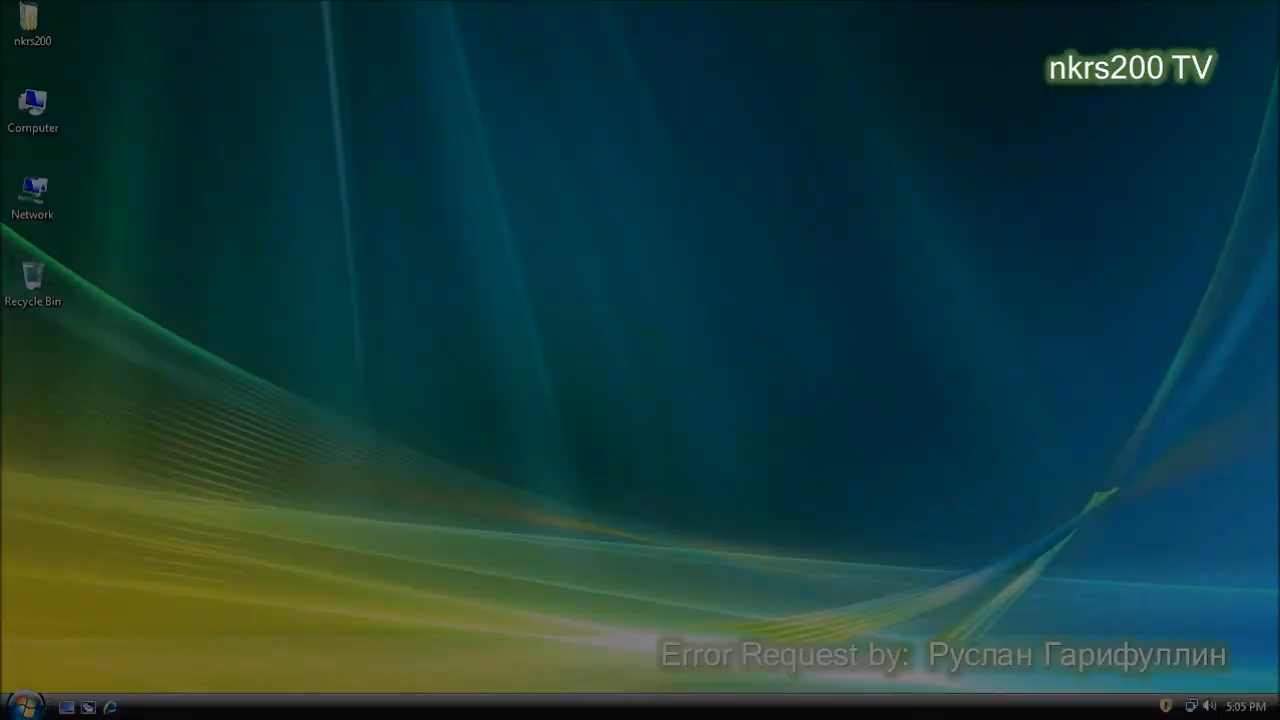 nkrs200
nkrs200 TV
Computer
Network
Recycle Bin
Error Request by: Руслан Гарифуллин
5:05 PM